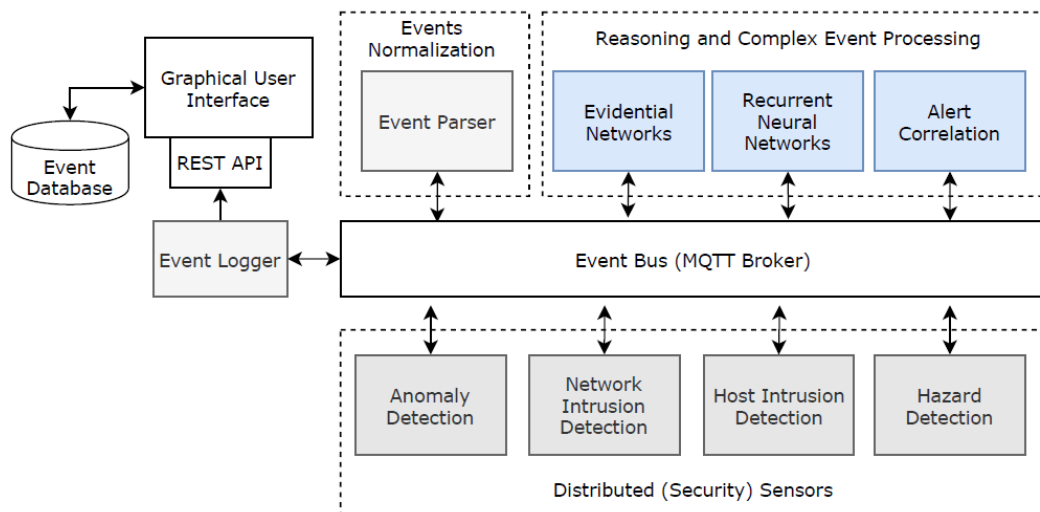 Events
Normalization
Reasoning and Complex Event Processing
Graphical User
Interface
Event Parser
Evidential
Networks
Recurrent
Neural
Networks
Alert
Correlation
REST API
Event
Database
Event Logger
Event Bus (MQTT Broker)
Anomaly
Detection
Network
Intrusion
Detection
Host Intrusion
Detection
Hazard
Detection
Distributed (Security) Sensors